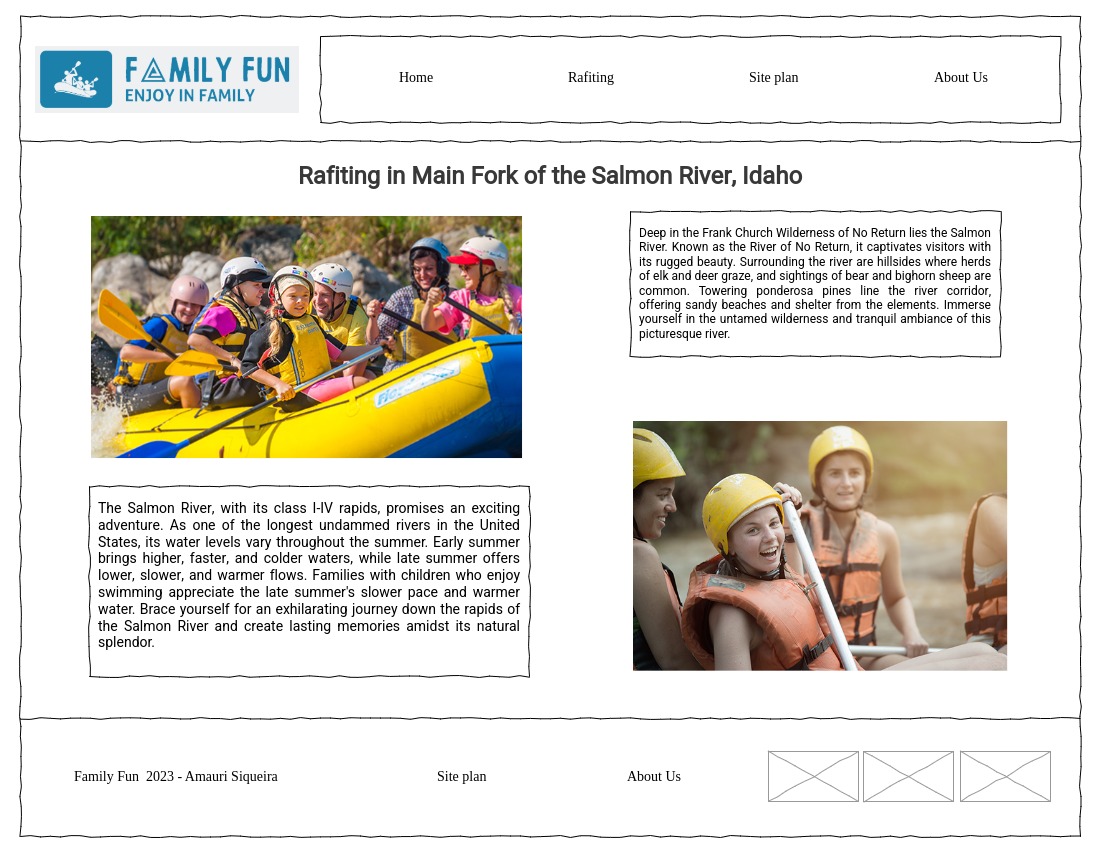 FAMILY FUN
ENJOY IN FAMILY
Home
Rafiting
Site plan
About Us
Rafiting in Main Fork of the Salmon River, Idaho
Deep in the Frank Church Wilderness of No Return lies the Salmon
River. Known as the River of No Return, it captivates visitors with
its rugged beauty. Surrounding the river are hillsides where herds
of elk and deer graze, and sightings of bear and bighorn sheep are
common. Towering ponderosa pines line the river corridor,
offering sandy beaches and shelter from the elements. Immerse
yourself in the untamed wilderness and tranquil ambiance of this
picturesque river.
The Salmon River, with its class I-IV rapids, promises an exciting
adventure. As one of the longest undammed rivers in the United
States, its water levels vary throughout the summer. Early summer
brings higher, faster, and colder waters, while late summer offers
lower, slower, and warmer flows. Families with children who enjoy
swimming appreciate the late summer's slower pace and warmer
water. Brace yourself for an exhilarating journey down the rapids of
the Salmon River and create lasting memories amidst its natural
splendor.
Family Fun  2023 - Amauri Siqueira
Site plan
About Us